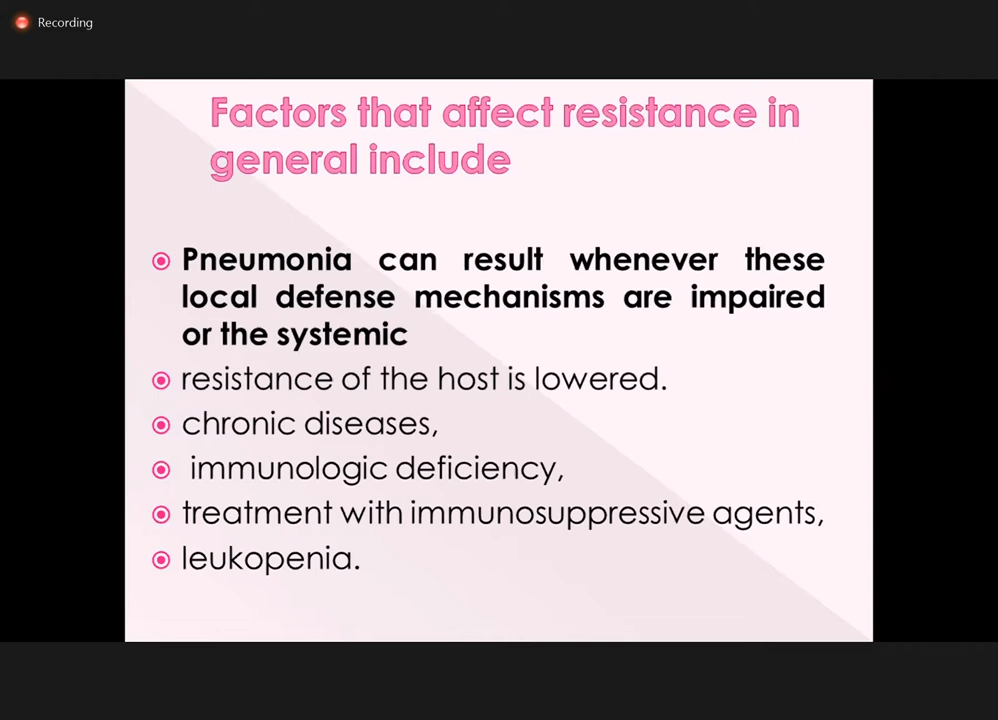 Recording
Factors that affect resistance in
general include
Pneumonia can result whenever these
local defense mechanisms are impaired
or the systemic
resistance of the host is lowered.
chronic diseases,
immunologic deficiency,
treatment with immunosuppressive agents,
leukopenia.